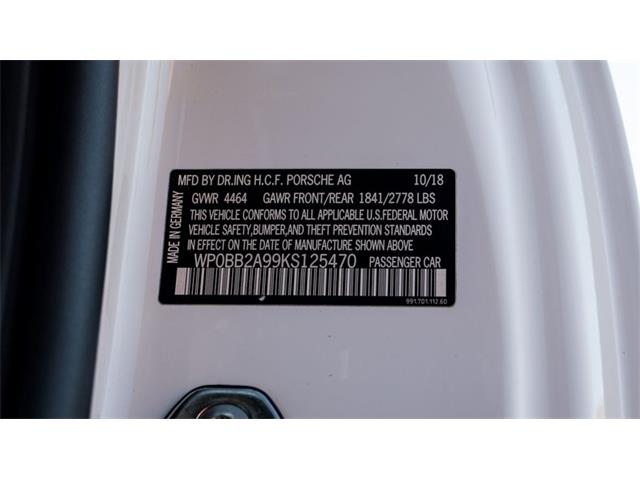 MFD BY DR.ING H.C.F. PORSCHE AG 10/18
GVWR 4464 GAWR FRONT/REAR 1841/2778 LBS
THIS VEHICLE CONFORMS TO ALL APPLICABLE U.S.FEDERAL MOTOR
VEHICLE SAFETY,BUMPER,AND THEFT PREVENTION STANDARDS
IN EFFECT ON THE DATE OF MANUFACTURE SHOWN ABOVE
WP0BB2A99KS125470 PASSENGER CAR
991.701.112.60
MADE IN GERMANY